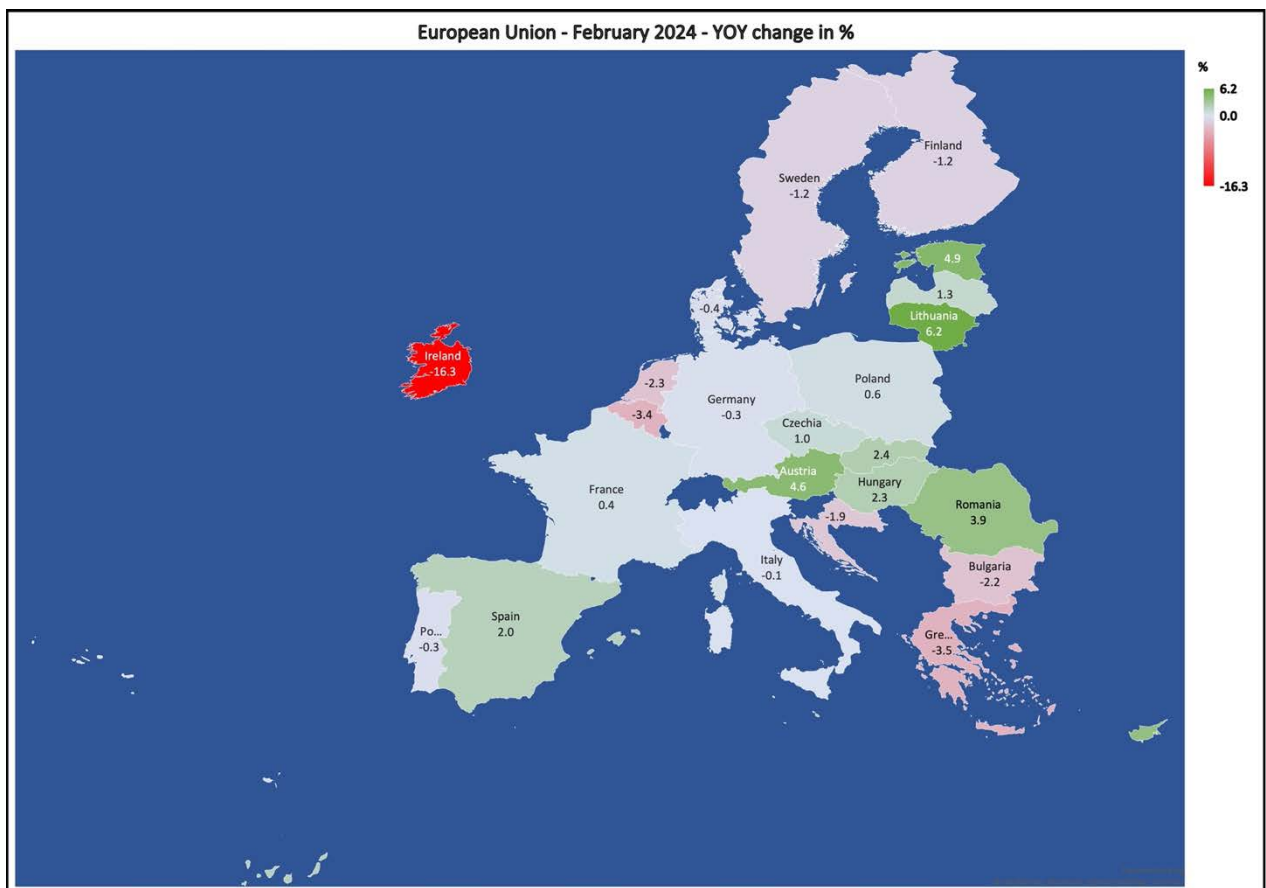 European Union - February 2024 - YOY change in %
%
6.2
0.0
-16.3
Finland
-1.2
Sweden
-1.2
4.9
1.3
Lithuania
6.2
-0.4
Ireland
-16.3
-2.3
-3.4
Germany
-0.3
Poland
0.6
Czechia
1.0
2.4
Austria
4.6
Hungary
2.3
France
0.4
Romania
3.9
-1.9
Italy
-0.1
Bulgaria
-2.2
Spain
2.0
Po...
-0.3
Gre...
-3.5